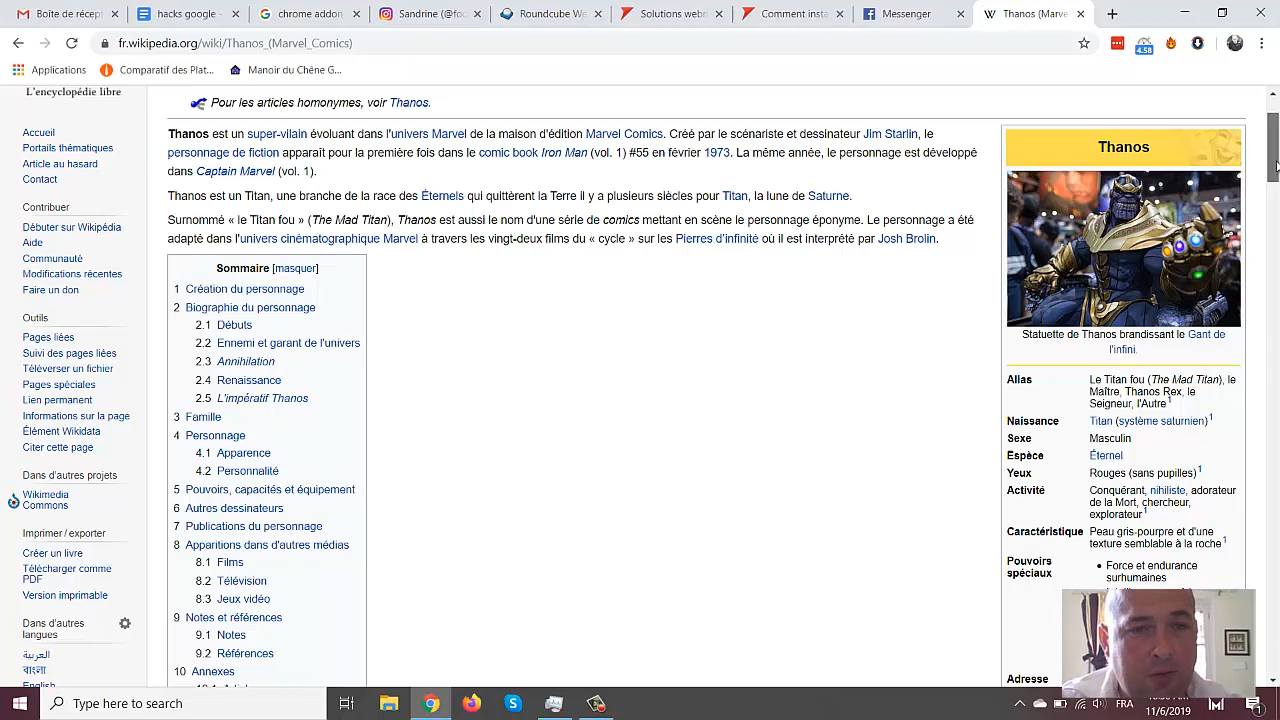 Boîte de récept
hacks google -
chrome addon
Sandrine (@foo
Roundcube We
Solutions webm
Comment insta
Messenger
Thanos (Marve
fr.wikipedia.org/wiki/Thanos_(Marvel_Comics)
4.58
Applications
Comparatif des Plat...
Manoir du Chêne G...
L'encyclopédie libre
Accueil
Portails thématiques
Article au hasard
Contact
Contribuer
Débuter sur Wikipédia
Aide
Communauté
Modifications récentes
Faire un don
Outils
Pages liées
Suivi des pages liées
Téléverser un fichier
Pages spéciales
Lien permanent
Informations sur la page
Élément Wikidata
Citer cette page
Dans d'autres projets
Wikimedia
Commons
Imprimer / exporter
Créer un livre
Télécharger comme
PDF
Version imprimable
Dans d'autres
langues
العربية
বাংলা
English
Pour les articles homonymes, voir Thanos.
Thanos est un super-vilain évoluant dans l'univers Marvel de la maison d'édition Marvel Comics. Créé par le scénariste et dessinateur Jim Starlin, le
personnage de fiction apparaît pour la première fois dans le comic book Iron Man (vol. 1) #55 en février 1973. La même année, le personnage est développé
dans Captain Marvel (vol. 1).
Thanos est un Titan, une branche de la race des Éternels qui quittèrent la Terre il y a plusieurs siècles pour Titan, la lune de Saturne.
Surnommé « le Titan fou » (The Mad Titan), Thanos est aussi le nom d'une série de comics mettant en scène le personnage éponyme. Le personnage a été
adapté dans l'univers cinématographique Marvel à travers les vingt-deux films du « cycle » sur les Pierres d'infinité où il est interprété par Josh Brolin.
Sommaire [masquer]
1 Création du personnage
2 Biographie du personnage
2.1 Débuts
2.2 Ennemi et garant de l'univers
2.3 Annihilation
2.4 Renaissance
2.5 L'impératif Thanos
3 Famille
4 Personnage
4.1 Apparence
4.2 Personnalité
5 Pouvoirs, capacités et équipement
6 Autres dessinateurs
7 Publications du personnage
8 Apparitions dans d'autres médias
8.1 Films
8.2 Télévision
8.3 Jeux vidéo
9 Notes et références
9.1 Notes
9.2 Références
10 Annexes
Thanos
Statuette de Thanos brandissant le Gant de
l'infini.
Alias Le Titan fou (The Mad Titan), le
Maître, Thanos Rex, le
Seigneur, l'Autre1
Naissance Titan (système saturnien)1
Sexe Masculin
Espèce Éternel
Yeux Rouges (sans pupilles)1
Activité Conquérant, nihiliste, adorateur
de la Mort, chercheur,
explorateur1
Caractéristique Peau gris-pourpre et d'une
texture semblable à la roche1
Pouvoirs
spéciaux
• Force et endurance
surhumaines
Adresse
Type here to search
FRA
11/6/2019